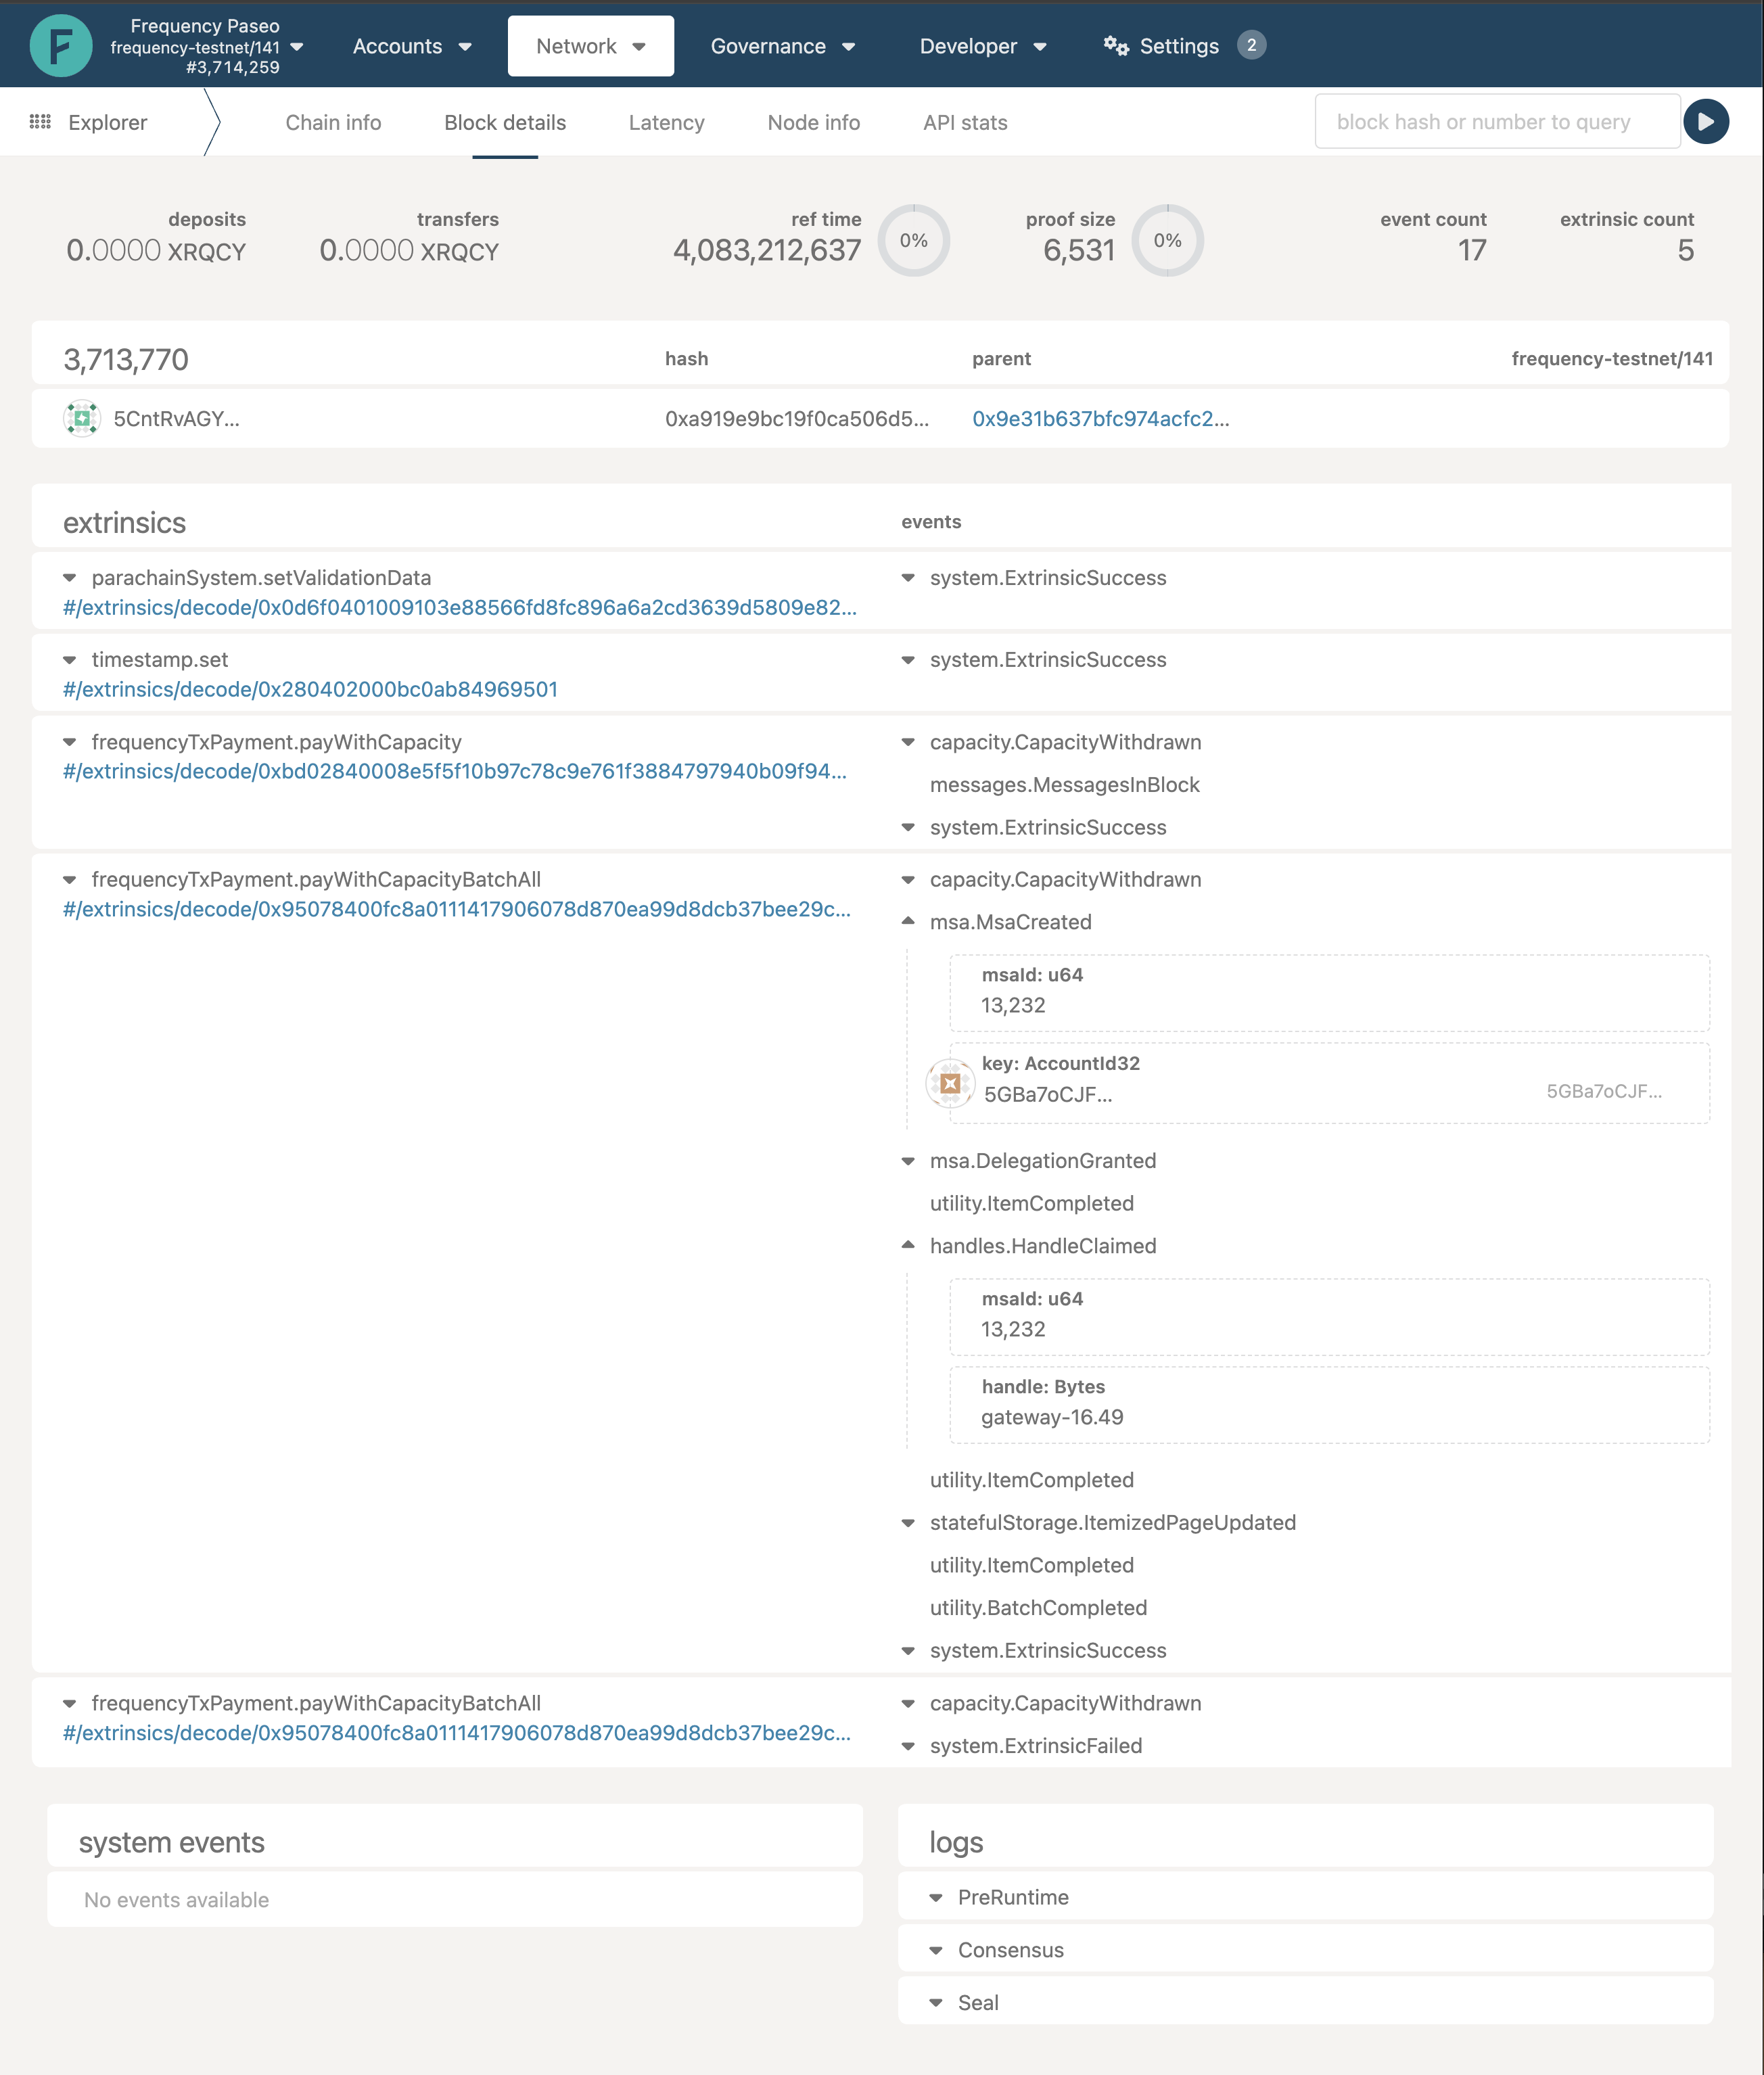 Frequency Paseo
frequency-testnet/141
#3,714,259
Accounts
Network
Governance
Developer
Settings
2
Explorer
Chain info
Block details
Latency
Node info
API stats
block hash or number to query
deposits
0.0000 XRQCY
transfers
0.0000 XRQCY
ref time
4,083,212,637
0%
proof size
6,531
0%
event count
17
extrinsic count
5
3,713,770
hash
parent
frequency-testnet/141
5CntRvAGY...
0xa919e9bc19f0ca506d5...
0x9e31b637bfc974acfc2...
extrinsics
events
parachainSystem.setValidationData
#/extrinsics/decode/0x0d6f0401009103e88566fd8fc896a6a2cd3639d5809e82...
system.ExtrinsicSuccess
timestamp.set
#/extrinsics/decode/0x280402000bc0ab84969501
system.ExtrinsicSuccess
frequencyTxPayment.payWithCapacity
#/extrinsics/decode/0xbd02840008e5f5f10b97c78c9e761f3884797940b09f94...
capacity.CapacityWithdrawn
messages.MessagesInBlock
system.ExtrinsicSuccess
frequencyTxPayment.payWithCapacityBatchAll
#/extrinsics/decode/0x95078400fc8a0111417906078d870ea99d8dcb37bee29c...
capacity.CapacityWithdrawn
msa.MsaCreated
msaId: u64
13,232
key: AccountId32
5GBa7oCJF...
5GBa7oCJF...
msa.DelegationGranted
utility.ItemCompleted
handles.HandleClaimed
msaId: u64
13,232
handle: Bytes
gateway-16.49
utility.ItemCompleted
statefulStorage.ItemizedPageUpdated
utility.ItemCompleted
utility.BatchCompleted
system.ExtrinsicSuccess
frequencyTxPayment.payWithCapacityBatchAll
#/extrinsics/decode/0x95078400fc8a0111417906078d870ea99d8dcb37bee29c...
capacity.CapacityWithdrawn
system.ExtrinsicFailed
system events
No events available
logs
PreRuntime
Consensus
Seal